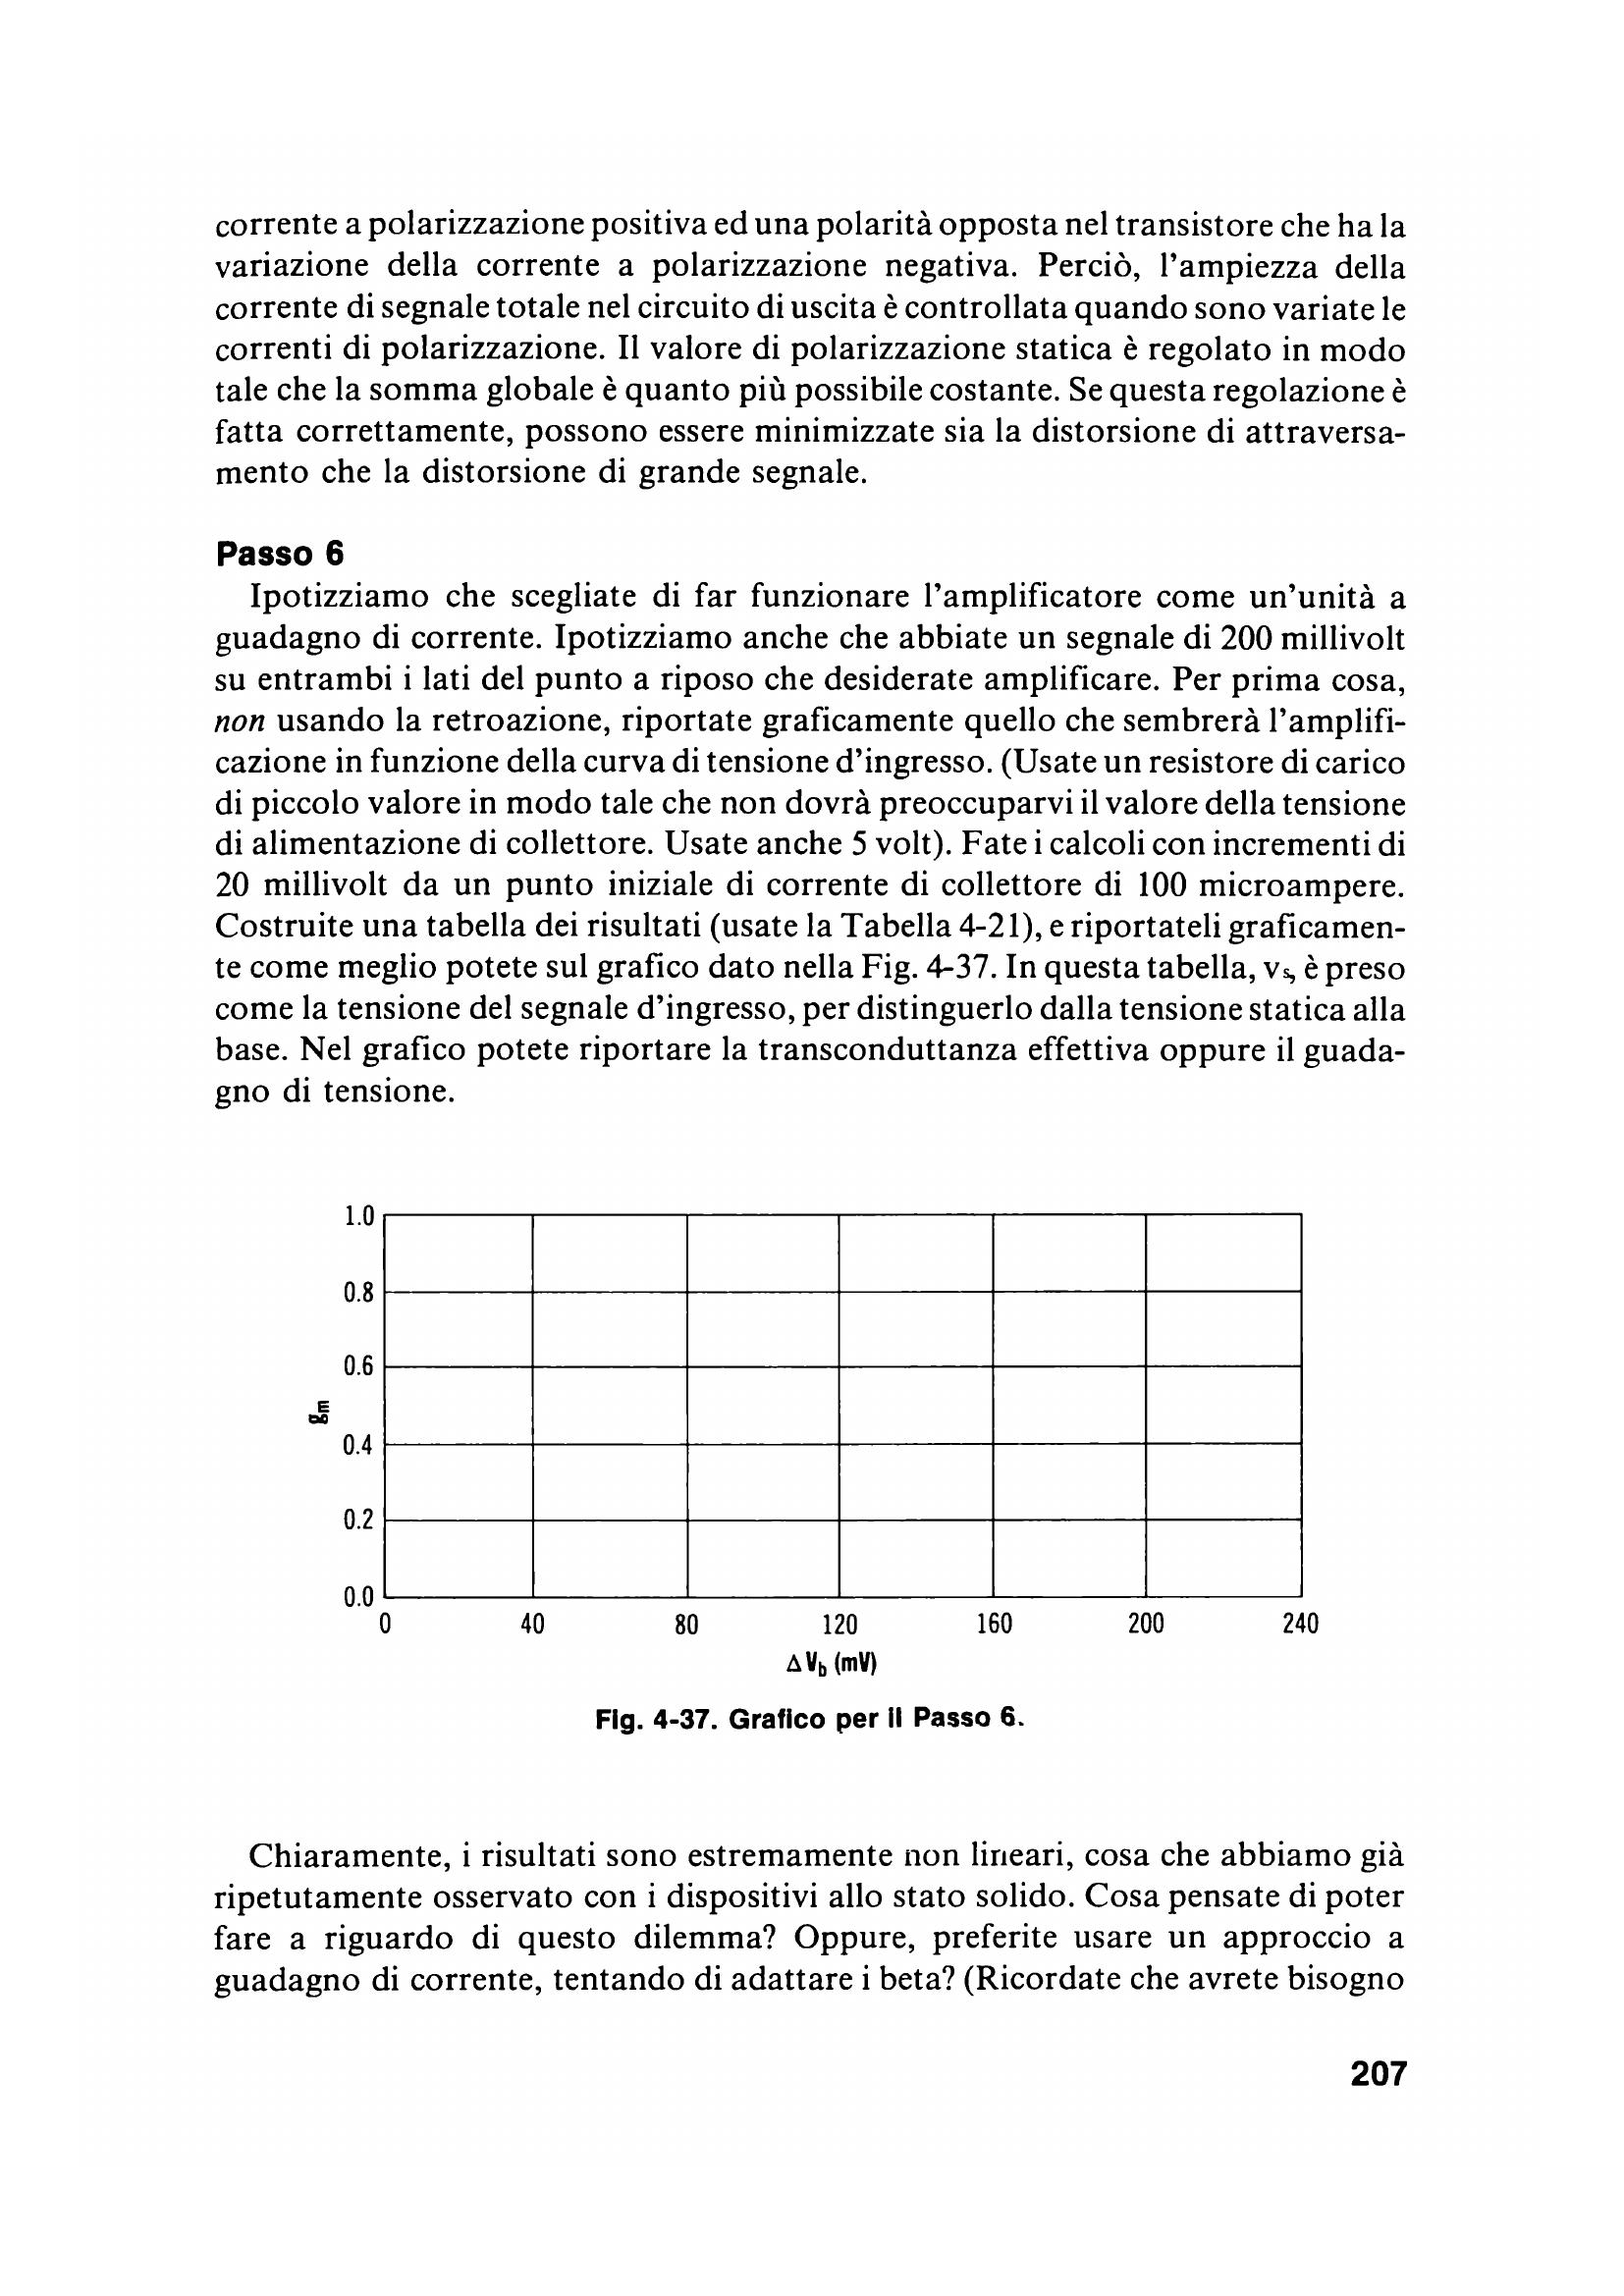 corrente a polarizzazione positiva ed una polarità opposta nel transistore che ha la
variazione della corrente a polarizzazione negativa. Perciò, l'ampiezza della
corrente di segnale totale nel circuito di uscita è controllata quando sono variate le
correnti di polarizzazione. Il valore di polarizzazione statica è regolato in modo
tale che la somma globale è quanto più possibile costante. Se questa regolazione è
fatta correttamente, possono essere minimizzate sia la distorsione di attraversa-
mento che la distorsione di grande segnale.
Passo 6
Ipotizziamo che scegliate di far funzionare l'amplificatore come un'unità a
guadagno di corrente. Ipotizziamo anche che abbiate un segnale di 200 millivolt
su entrambi i lati del punto a riposo che desiderate amplificare. Per prima cosa,
non usando la retroazione, riportate graficamente quello che sembrerà l'amplifi-
cazione in funzione della curva di tensione d'ingresso. (Usate un resistore di carico
di piccolo valore in modo tale che non dovrà preoccuparvi il valore della tensione
di alimentazione di collettore. Usate anche 5 volt). Fate i calcoli con incrementi di
20 millivolt da un punto iniziale di corrente di collettore di 100 microampere.
Costruite una tabella dei risultati (usate la Tabella 4-21), e riportateli graficamen-
te come meglio potete sul grafico dato nella Fig. 4-37. In questa tabella, vs, è preso
come la tensione del segnale d'ingresso, per distinguerlo dalla tensione statica alla
base. Nel grafico potete riportare la transconduttanza effettiva oppure il guada-
gno di tensione.
1.0
0.8
0.6
gm
0.4
0.2
0.0
0 40 80 120 160 200 240
Δ Vb (mV)
Fig. 4-37. Grafico per il Passo 6.
Chiaramente, i risultati sono estremamente non lineari, cosa che abbiamo già
ripetutamente osservato con i dispositivi allo stato solido. Cosa pensate di poter
fare a riguardo di questo dilemma? Oppure, preferite usare un approccio a
guadagno di corrente, tentando di adattare i beta? (Ricordate che avrete bisogno
207